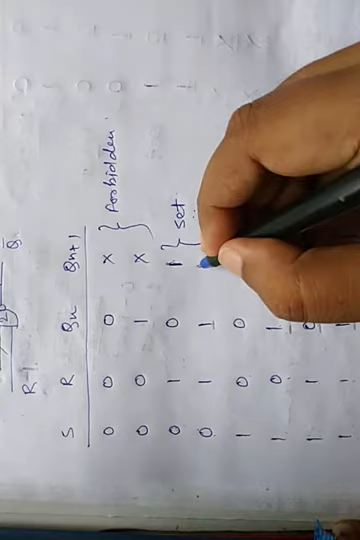 R
S R Qn Qn+1
0 0 0 x
0 0 1 x } forbidden
0 1 0 1 } set
0 1 1
1 0 0
1 0 1
1 1 0
1 1 1